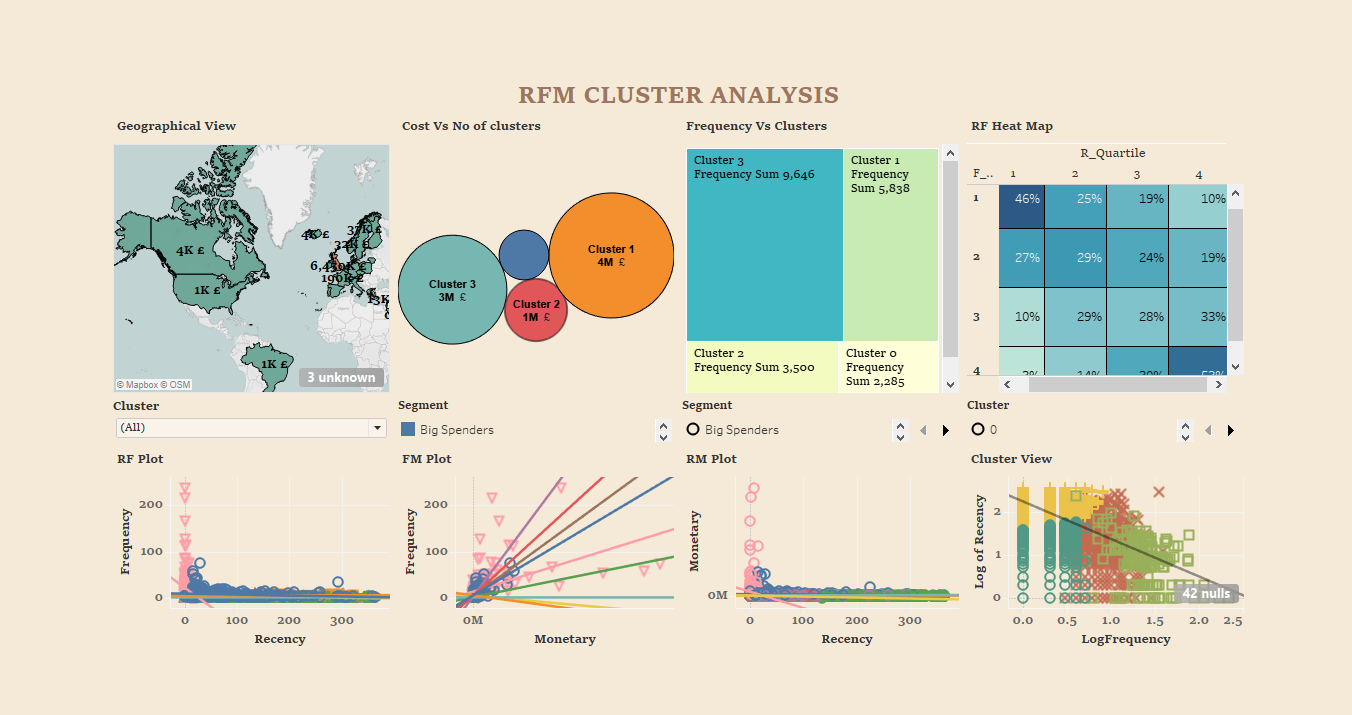 RFM CLUSTER ANALYSIS
Geographical View
Cost Vs No of clusters
Frequency Vs Clusters
RF Heat Map
4K £
1K £
1K £
4K £
3 unknown
© Mapbox © OSM
Cluster 3
3M £
Cluster 2
1M £
Cluster 1
4M £
Cluster 3
Frequency Sum 9,646
Cluster 1
Frequency
Sum 5,838
Cluster 2
Frequency Sum 3,500
Cluster 0
Frequency
Sum 2,285
R_Quartile
F_.. 1 2 3 4
1 46% 25% 19% 10%
2 27% 29% 24% 19%
3 10% 29% 28% 33%
4
Cluster
(All)
Segment
Big Spenders
Segment
Big Spenders
Cluster
0
RF Plot
FM Plot
RM Plot
Cluster View
Frequency
200
100
0
0 100 200 300
Recency
Frequency
200
100
0
0M
Monetary
Monetary
0M
0 100 200 300
Recency
Log of Recency
2
1
0
42 nulls
0.0 0.5 1.0 1.5 2.0 2.5
LogFrequency